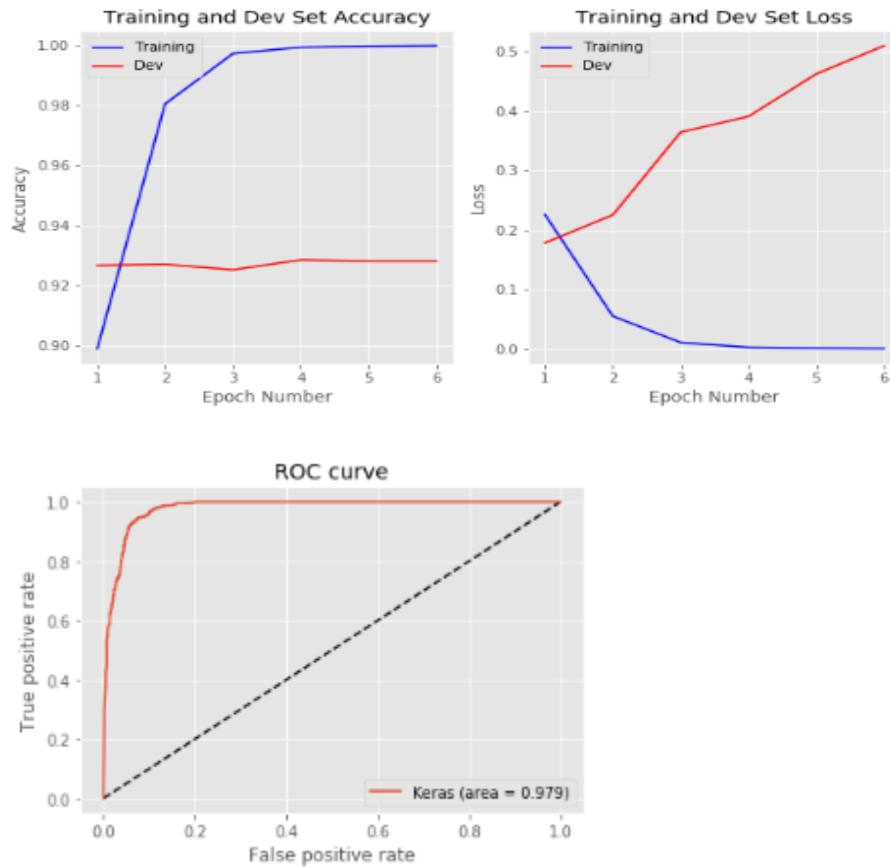 Training and Dev Set Accuracy
Training
Dev
1.00
0.98
0.96
0.94
0.92
0.90
Accuracy
1 2 3 4 5 6
Epoch Number
Training and Dev Set Loss
Training
Dev
0.5
0.4
0.3
0.2
0.1
0.0
Loss
1 2 3 4 5 6
Epoch Number
ROC curve
1.0
0.8
0.6
0.4
0.2
0.0
True positive rate
Keras (area = 0.979)
0.0 0.2 0.4 0.6 0.8 1.0
False positive rate